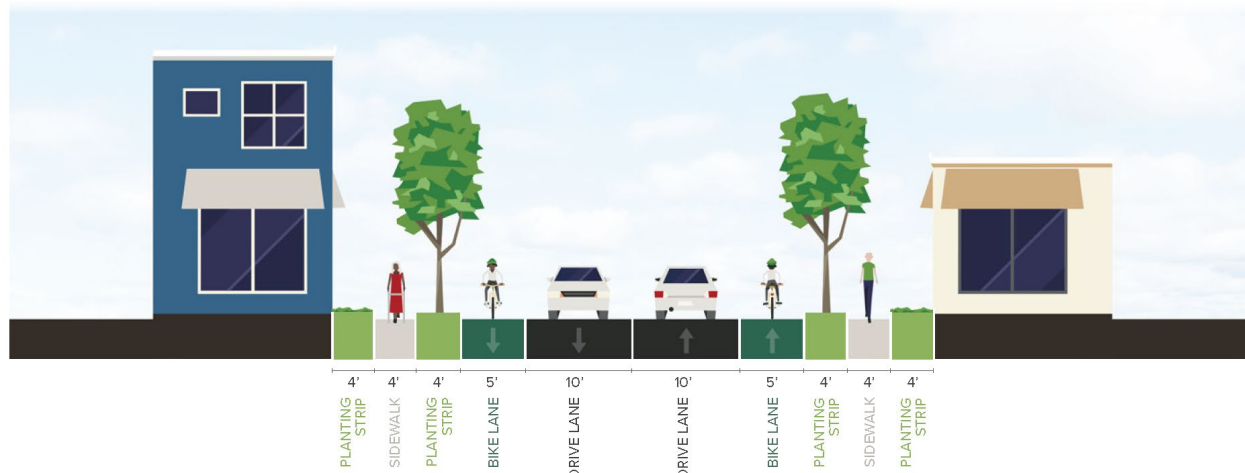 4' 4' 4' 5' 10' 10' 5' 4' 4' 4'
PLANTING
STRIP
SIDEWALK
PLANTING
STRIP
BIKE LANE
DRIVE LANE
DRIVE LANE
BIKE LANE
PLANTING
STRIP
SIDEWALK
PLANTING
STRIP